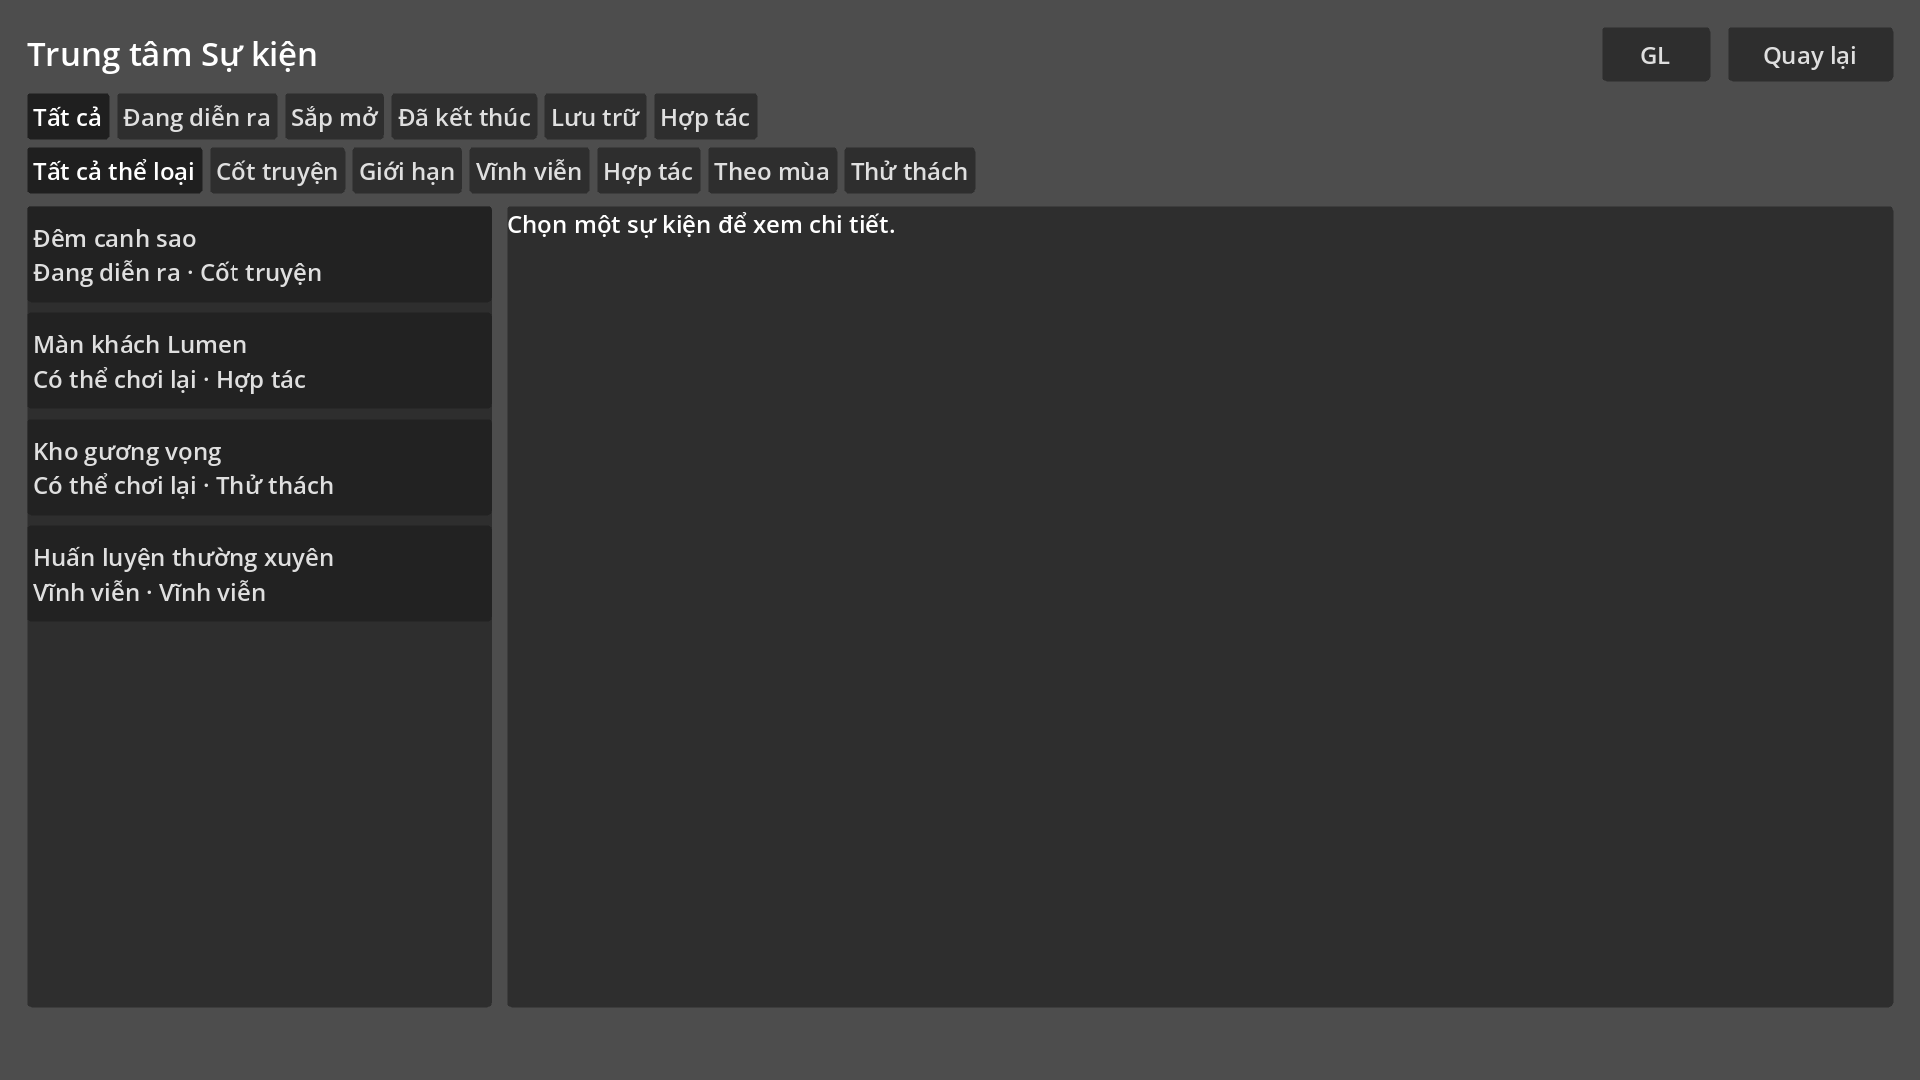 Trung tâm Sự kiện
GL
Quay lại
Tất cả
Đang diễn ra
Sắp mở
Đã kết thúc
Lưu trữ
Hợp tác
Tất cả thể loại
Cốt truyện
Giới hạn
Vĩnh viễn
Hợp tác
Theo mùa
Thử thách
Đêm canh sao
Đang diễn ra · Cốt truyện
Màn khách Lumen
Có thể chơi lại · Hợp tác
Kho gương vọng
Có thể chơi lại · Thử thách
Huấn luyện thường xuyên
Vĩnh viễn · Vĩnh viễn
Chọn một sự kiện để xem chi tiết.